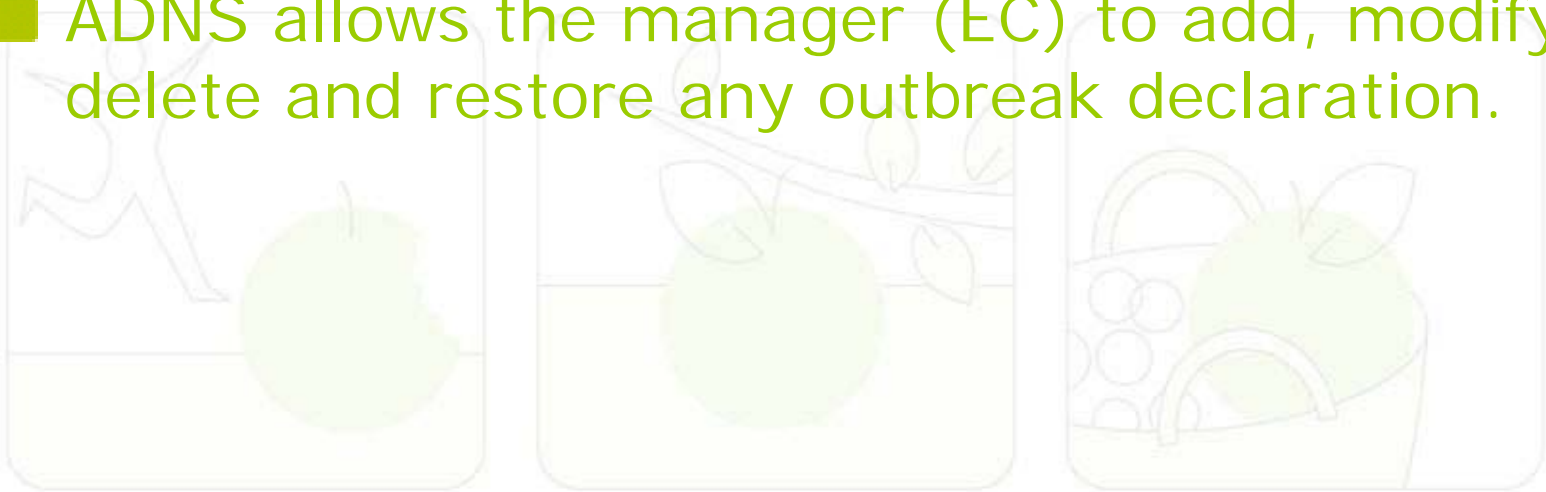 ADNS allows the manager (EC) to add, modify
delete and restore any outbreak declaration.